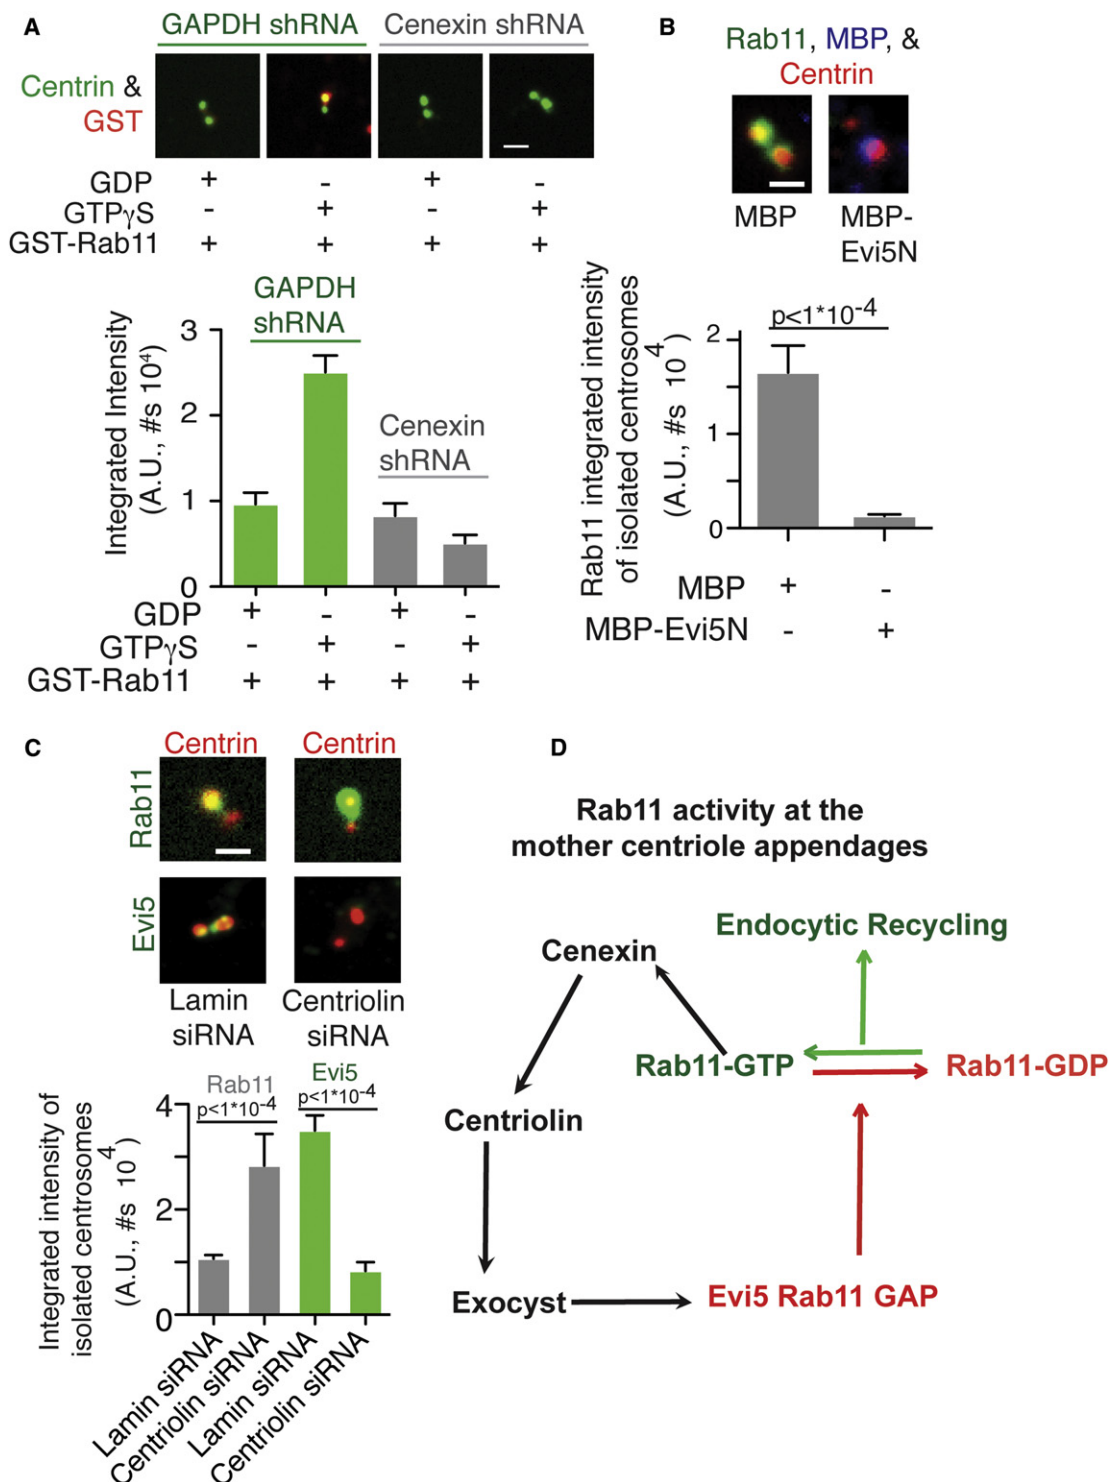 A
GAPDH shRNA
Cenexin shRNA
Centrin &
GST
GDP + - + -
GTPγS - + - +
GST-Rab11 + + + +
Integrated Intensity
(A.U., #s 10⁴)
3
2
1
0
GAPDH
shRNA
Cenexin
shRNA
GDP + - + -
GTPγS - + - +
GST-Rab11 + + + +
B
Rab11, MBP, &
Centrin
MBP
MBP-
Evi5N
Rab11 integrated intensity
of isolated centrosomes
(A.U., #s 10⁴)
p<1*10-4
2
1
0
MBP + -
MBP-Evi5N - +
C
Centrin
Centrin
Rab11
Evi5
Lamin
siRNA
Centriolin
siRNA
Integrated intensity of
isolated centrosomes
(A.U., #s 10⁴)
Rab11
p<1*10-4
Evi5
p<1*10-4
4
2
0
Lamin siRNA
Centriolin siRNA
Lamin siRNA
Centriolin siRNA
D
Rab11 activity at the
mother centriole appendages
Endocytic Recycling
Cenexin
Rab11-GTP
Rab11-GDP
Centriolin
Exocyst
Evi5 Rab11 GAP